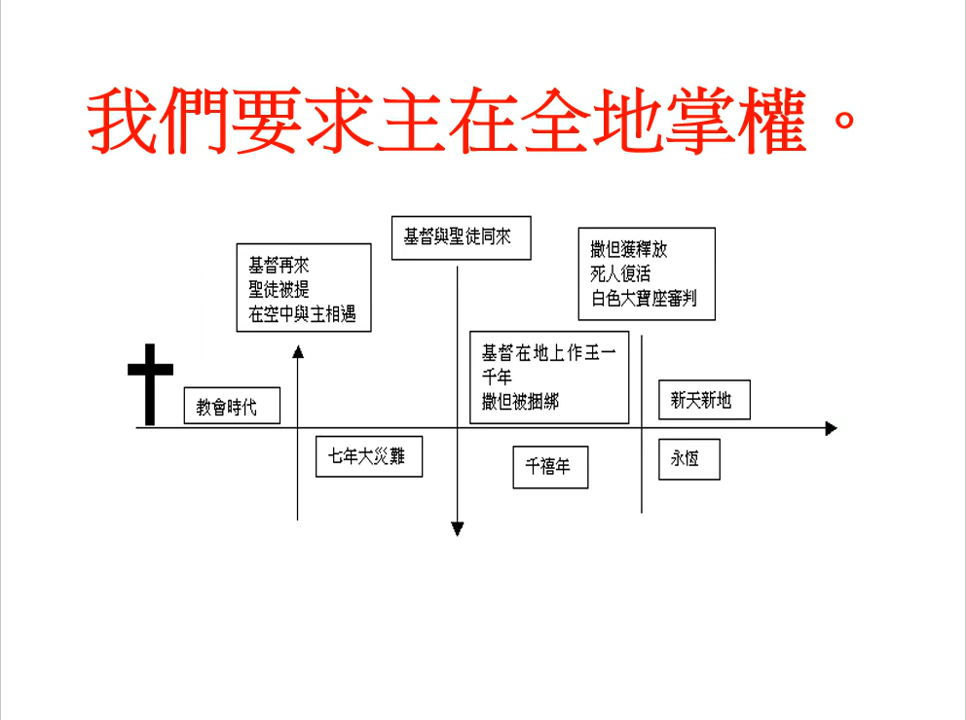 我們要求主在全地掌權。
基督與聖徒同來
撒但獲釋放
死人復活
白色大寶座審判
基督再來
聖徒被提
在空中與主相遇
基督在地上作王一
千年
撒但被捆綁
教會時代
新天新地
七年大災難
千禧年
永恆